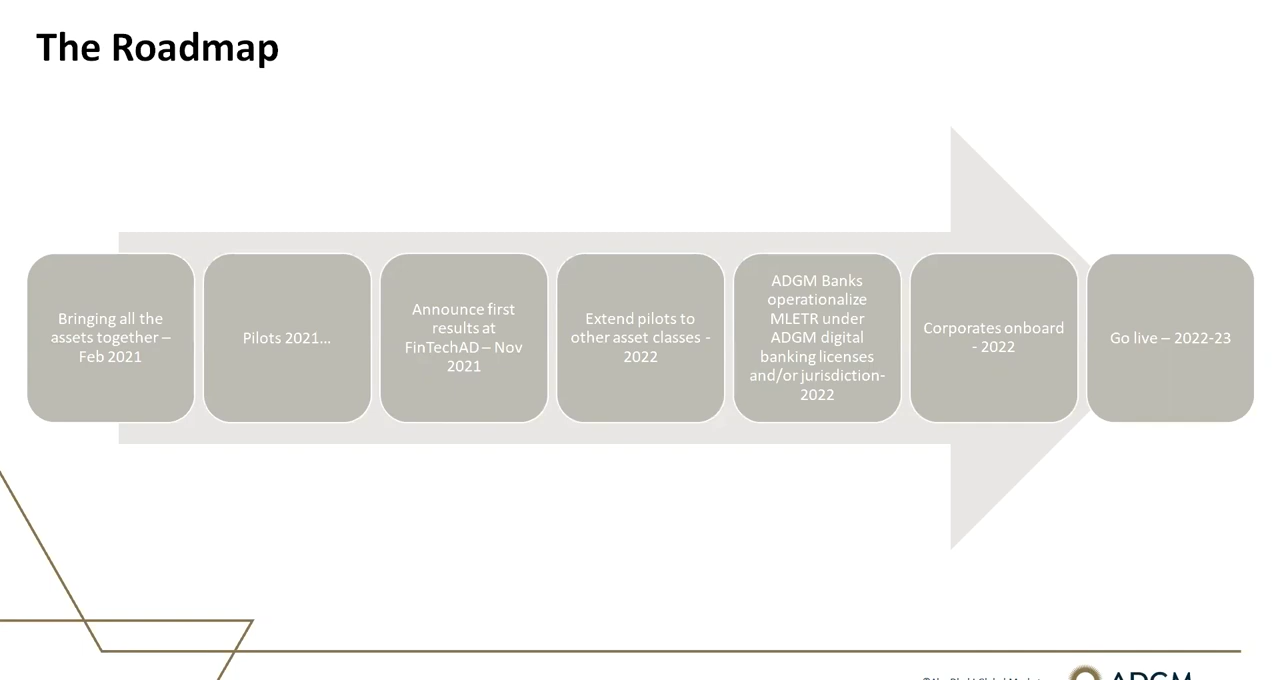 The Roadmap
Bringing all the
assets together –
Feb 2021
Pilots 2021...
Announce first
results at
FinTechAD – Nov
2021
Extend pilots to
other asset classes -
2022
ADGM Banks
operationalize
MLETR under
ADGM digital
banking licenses
and/or jurisdiction-
2022
Corporates onboard
- 2022
Go live – 2022-23
ADGM